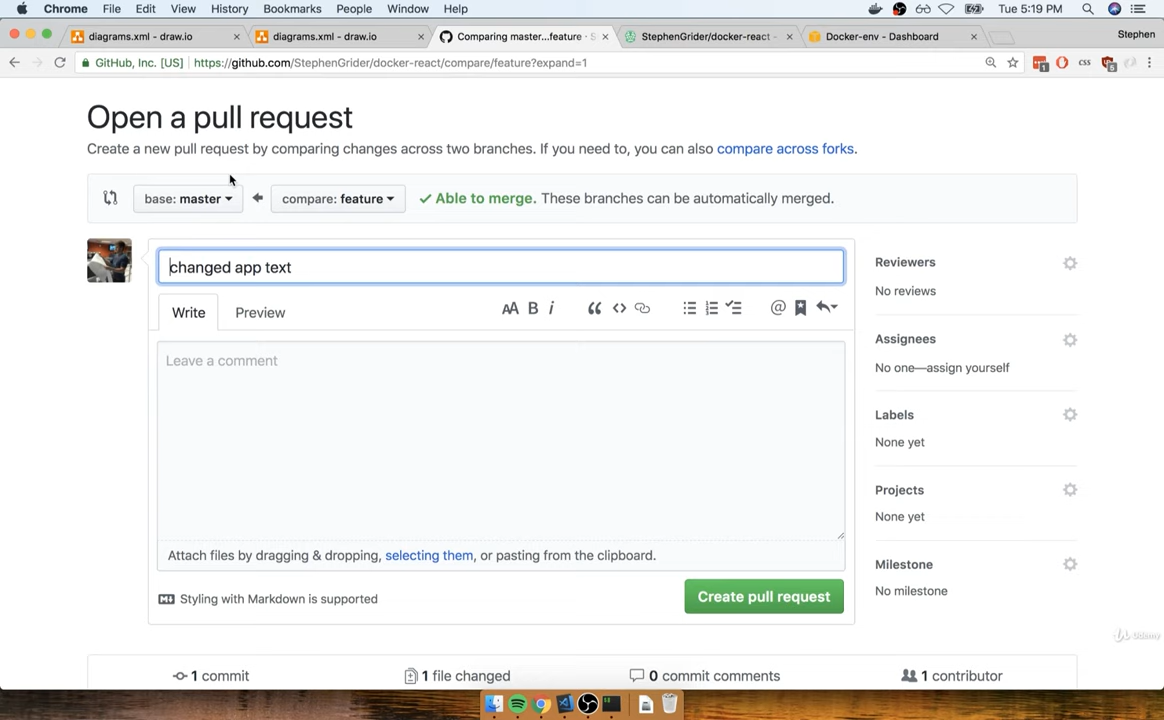 Chrome File Edit View History Bookmarks People Window Help Tue 5:19 PM
diagrams.xml - draw.io × diagrams.xml - draw.io × Comparing master...feature · S × StephenGrider/docker-react - × Docker-env - Dashboard × Stephen
GitHub, Inc. [US] https://github.com/StephenGrider/docker-react/compare/feature?expand=1
Open a pull request
Create a new pull request by comparing changes across two branches. If you need to, you can also compare across forks.
base: master compare: feature Able to merge. These branches can be automatically merged.
changed app text
Write Preview
Leave a comment
Attach files by dragging & dropping, selecting them, or pasting from the clipboard.
Styling with Markdown is supported
Create pull request
Reviewers
No reviews
Assignees
No one—assign yourself
Labels
None yet
Projects
None yet
Milestone
No milestone
Udemy
1 commit 1 file changed 0 commit comments 1 contributor